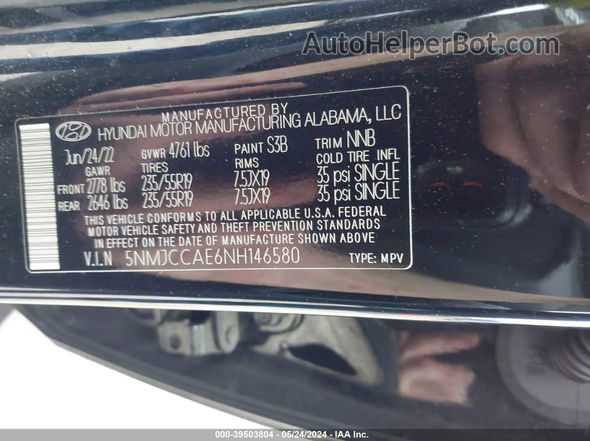 AutoHelperBot.com
MANUFACTURED BY
HYUNDAI MOTOR MANUFACTURING ALABAMA, LLC
Jun/24/22 GVWR 4761 lbs PAINT S3B TRIM NNB
GAWR TIRES RIMS COLD TIRE INFL
FRONT 2778 lbs 235/55R19 7.5JX19 35 psi SINGLE
REAR 2646 lbs 235/55R19 7.5JX19 35 psi SINGLE
THIS VEHICLE CONFORMS TO ALL APPLICABLE U.S.A. FEDERAL
MOTOR VEHICLE SAFETY AND THEFT PREVENTION STANDARDS
IN EFFECT ON THE DATE OF MANUFACTURE SHOWN ABOVE
V.I.N 5NMJCCAE6NH146580 TYPE: MPV
000-39503804 - 05/24/2024 - IAA Inc.